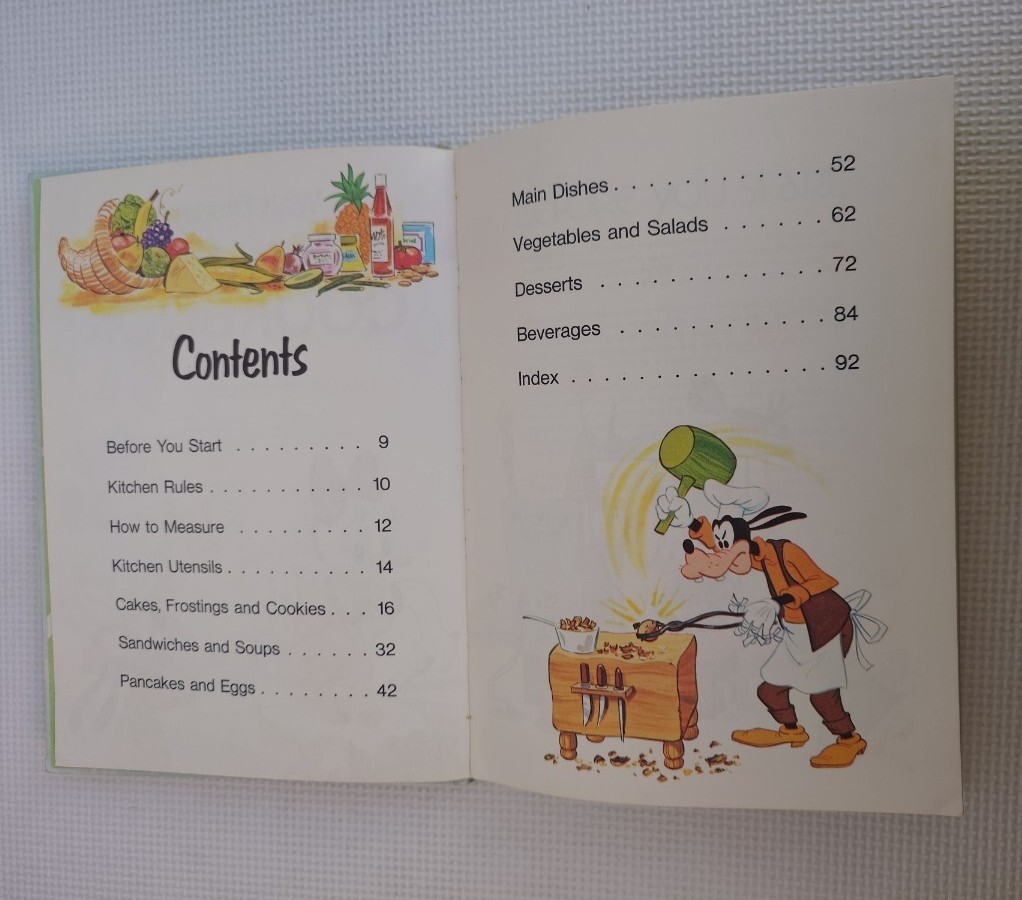 Contents
Before You Start . . . . . . . . . 9
Kitchen Rules . . . . . . . . . . . 10
How to Measure . . . . . . . . . 12
Kitchen Utensils . . . . . . . . . . 14
Cakes, Frostings and Cookies . . . 16
Sandwiches and Soups . . . . . . 32
Pancakes and Eggs . . . . . . . . 42
Main Dishes . . . . . . . . . . . . 52
Vegetables and Salads . . . . . . 62
Desserts . . . . . . . . . . . . 72
Beverages . . . . . . . . . . . . 84
Index . . . . . . . . . . . . . . . 92